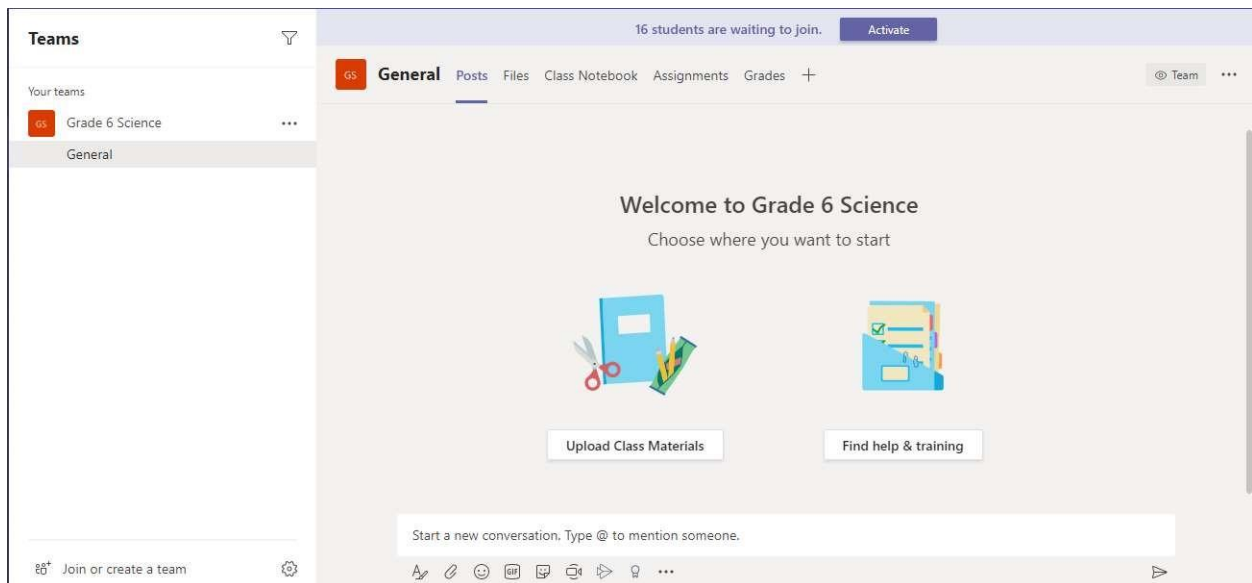 Teams
Your teams
GS Grade 6 Science
General
Join or create a team
16 students are waiting to join. Activate
GS General Posts Files Class Notebook Assignments Grades
Team
Welcome to Grade 6 Science
Choose where you want to start
Upload Class Materials Find help & training
Start a new conversation. Type @ to mention someone.
GIF